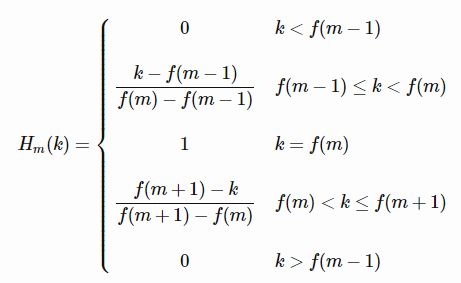 0 k < f(m − 1)
k − f(m − 1)
f(m) − f(m − 1) f(m − 1) ≤ k < f(m)
H_m(k) = { 1 k = f(m)
f(m + 1) − k
f(m + 1) − f(m) f(m) < k ≤ f(m + 1)
0 k > f(m − 1)